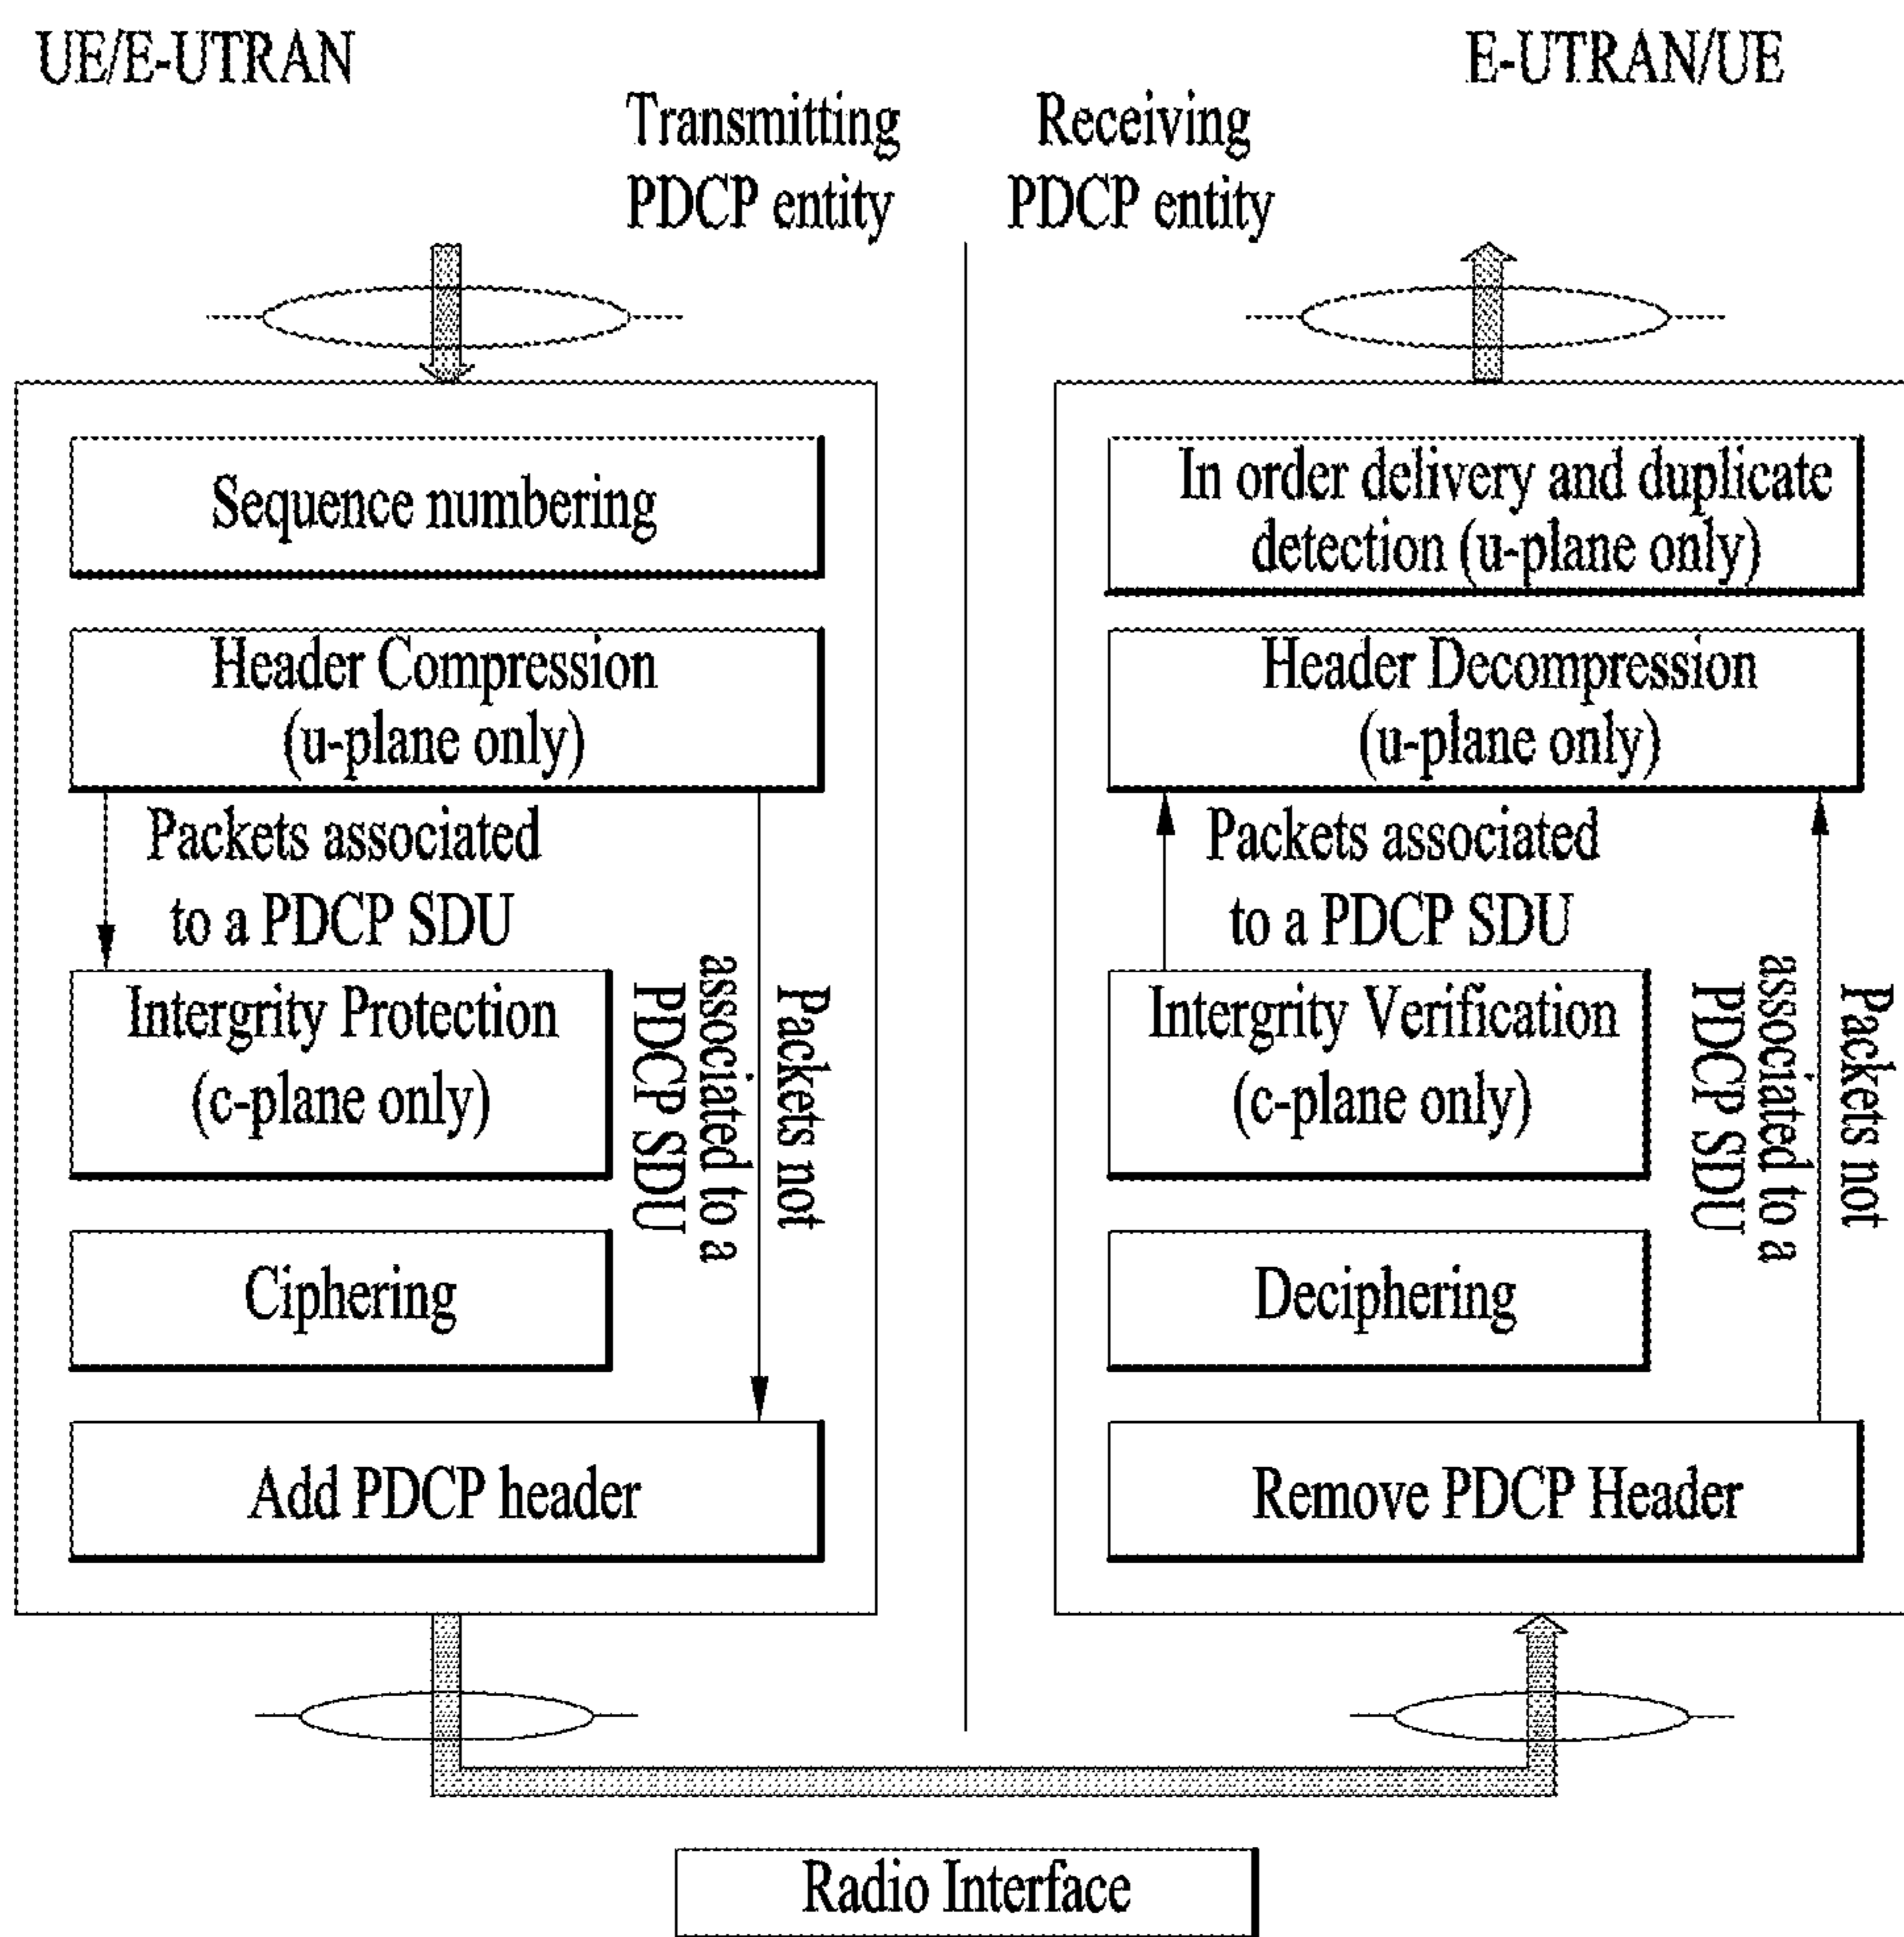 UE/E-UTRAN
E-UTRAN/UE
Transmitting
PDCP entity
Receiving
PDCP entity
Sequence numbering
Header Compression
(u-plane only)
Packets associated
to a PDCP SDU
Packets not
associated to a
PDCP SDU
Intergrity Protection
(c-plane only)
Ciphering
Add PDCP header
In order delivery and duplicate
detection (u-plane only)
Header Decompression
(u-plane only)
Packets associated
to a PDCP SDU
Packets not
associated to a
PDCP SDU
Intergrity Verification
(c-plane only)
Deciphering
Remove PDCP Header
Radio Interface